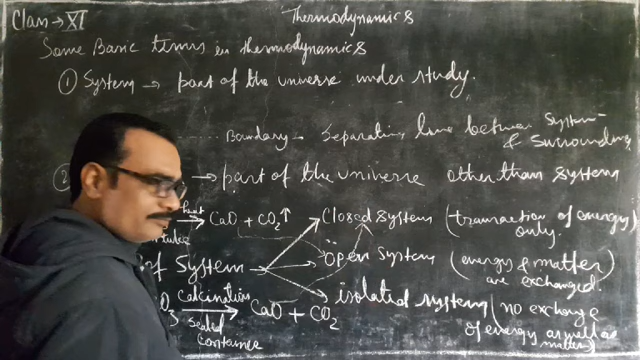 Class → XI
Thermodynamics
Some Basic terms in thermodynamics
① System → part of the universe under study.
Boundary - Separating line between System & Surrounding
② → part of the universe other than system
heat → CaO + CO2 ↑
Closed System (transaction of energy) only.
of System → open System (energy & matter) are exchanged.
isolated system (no exchange of energy as well as matter)
Calcination → CaO + CO2
Sealed container